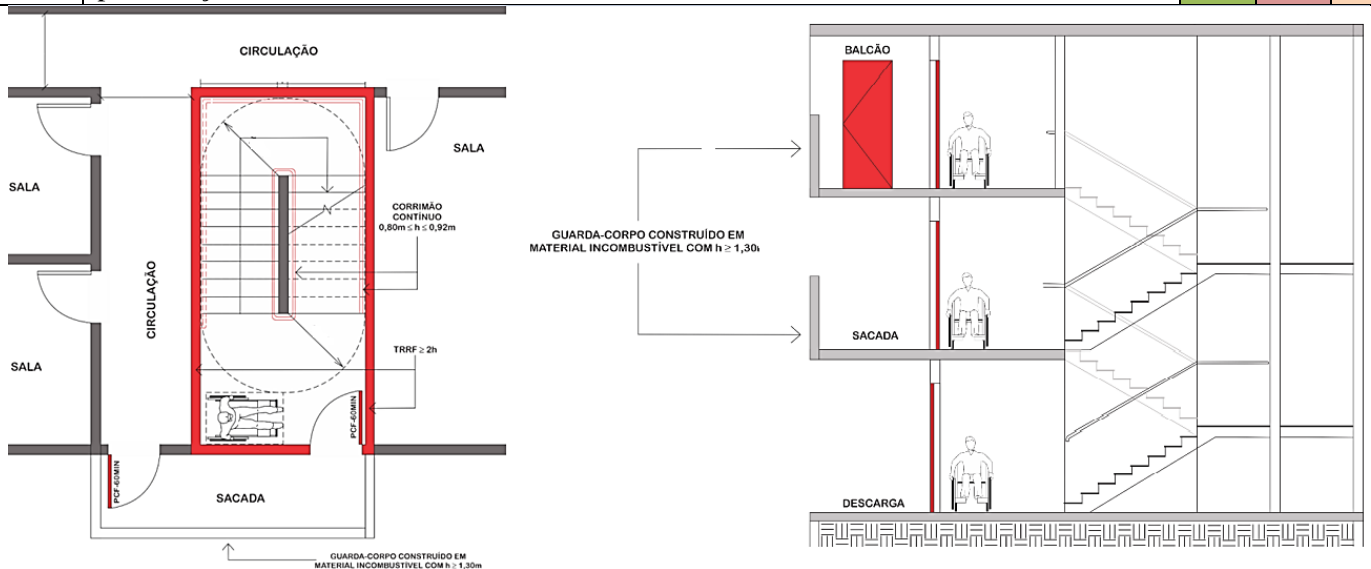 CIRCULAÇÃO
SALA
SALA
CORRIMÃO
CONTÍNUO
0,80m ≤ h ≤ 0,92m
CIRCULAÇÃO
TRRF ≥ 2h
SALA
PCF-60MIN
PCF-60MIN
SACADA
GUARDA-CORPO CONSTRUÍDO EM
MATERIAL INCOMBUSTÍVEL COM h ≥ 1,30m
BALCÃO
GUARDA-CORPO CONSTRUÍDO EM
MATERIAL INCOMBUSTÍVEL COM h ≥ 1,30
SACADA
DESCARGA